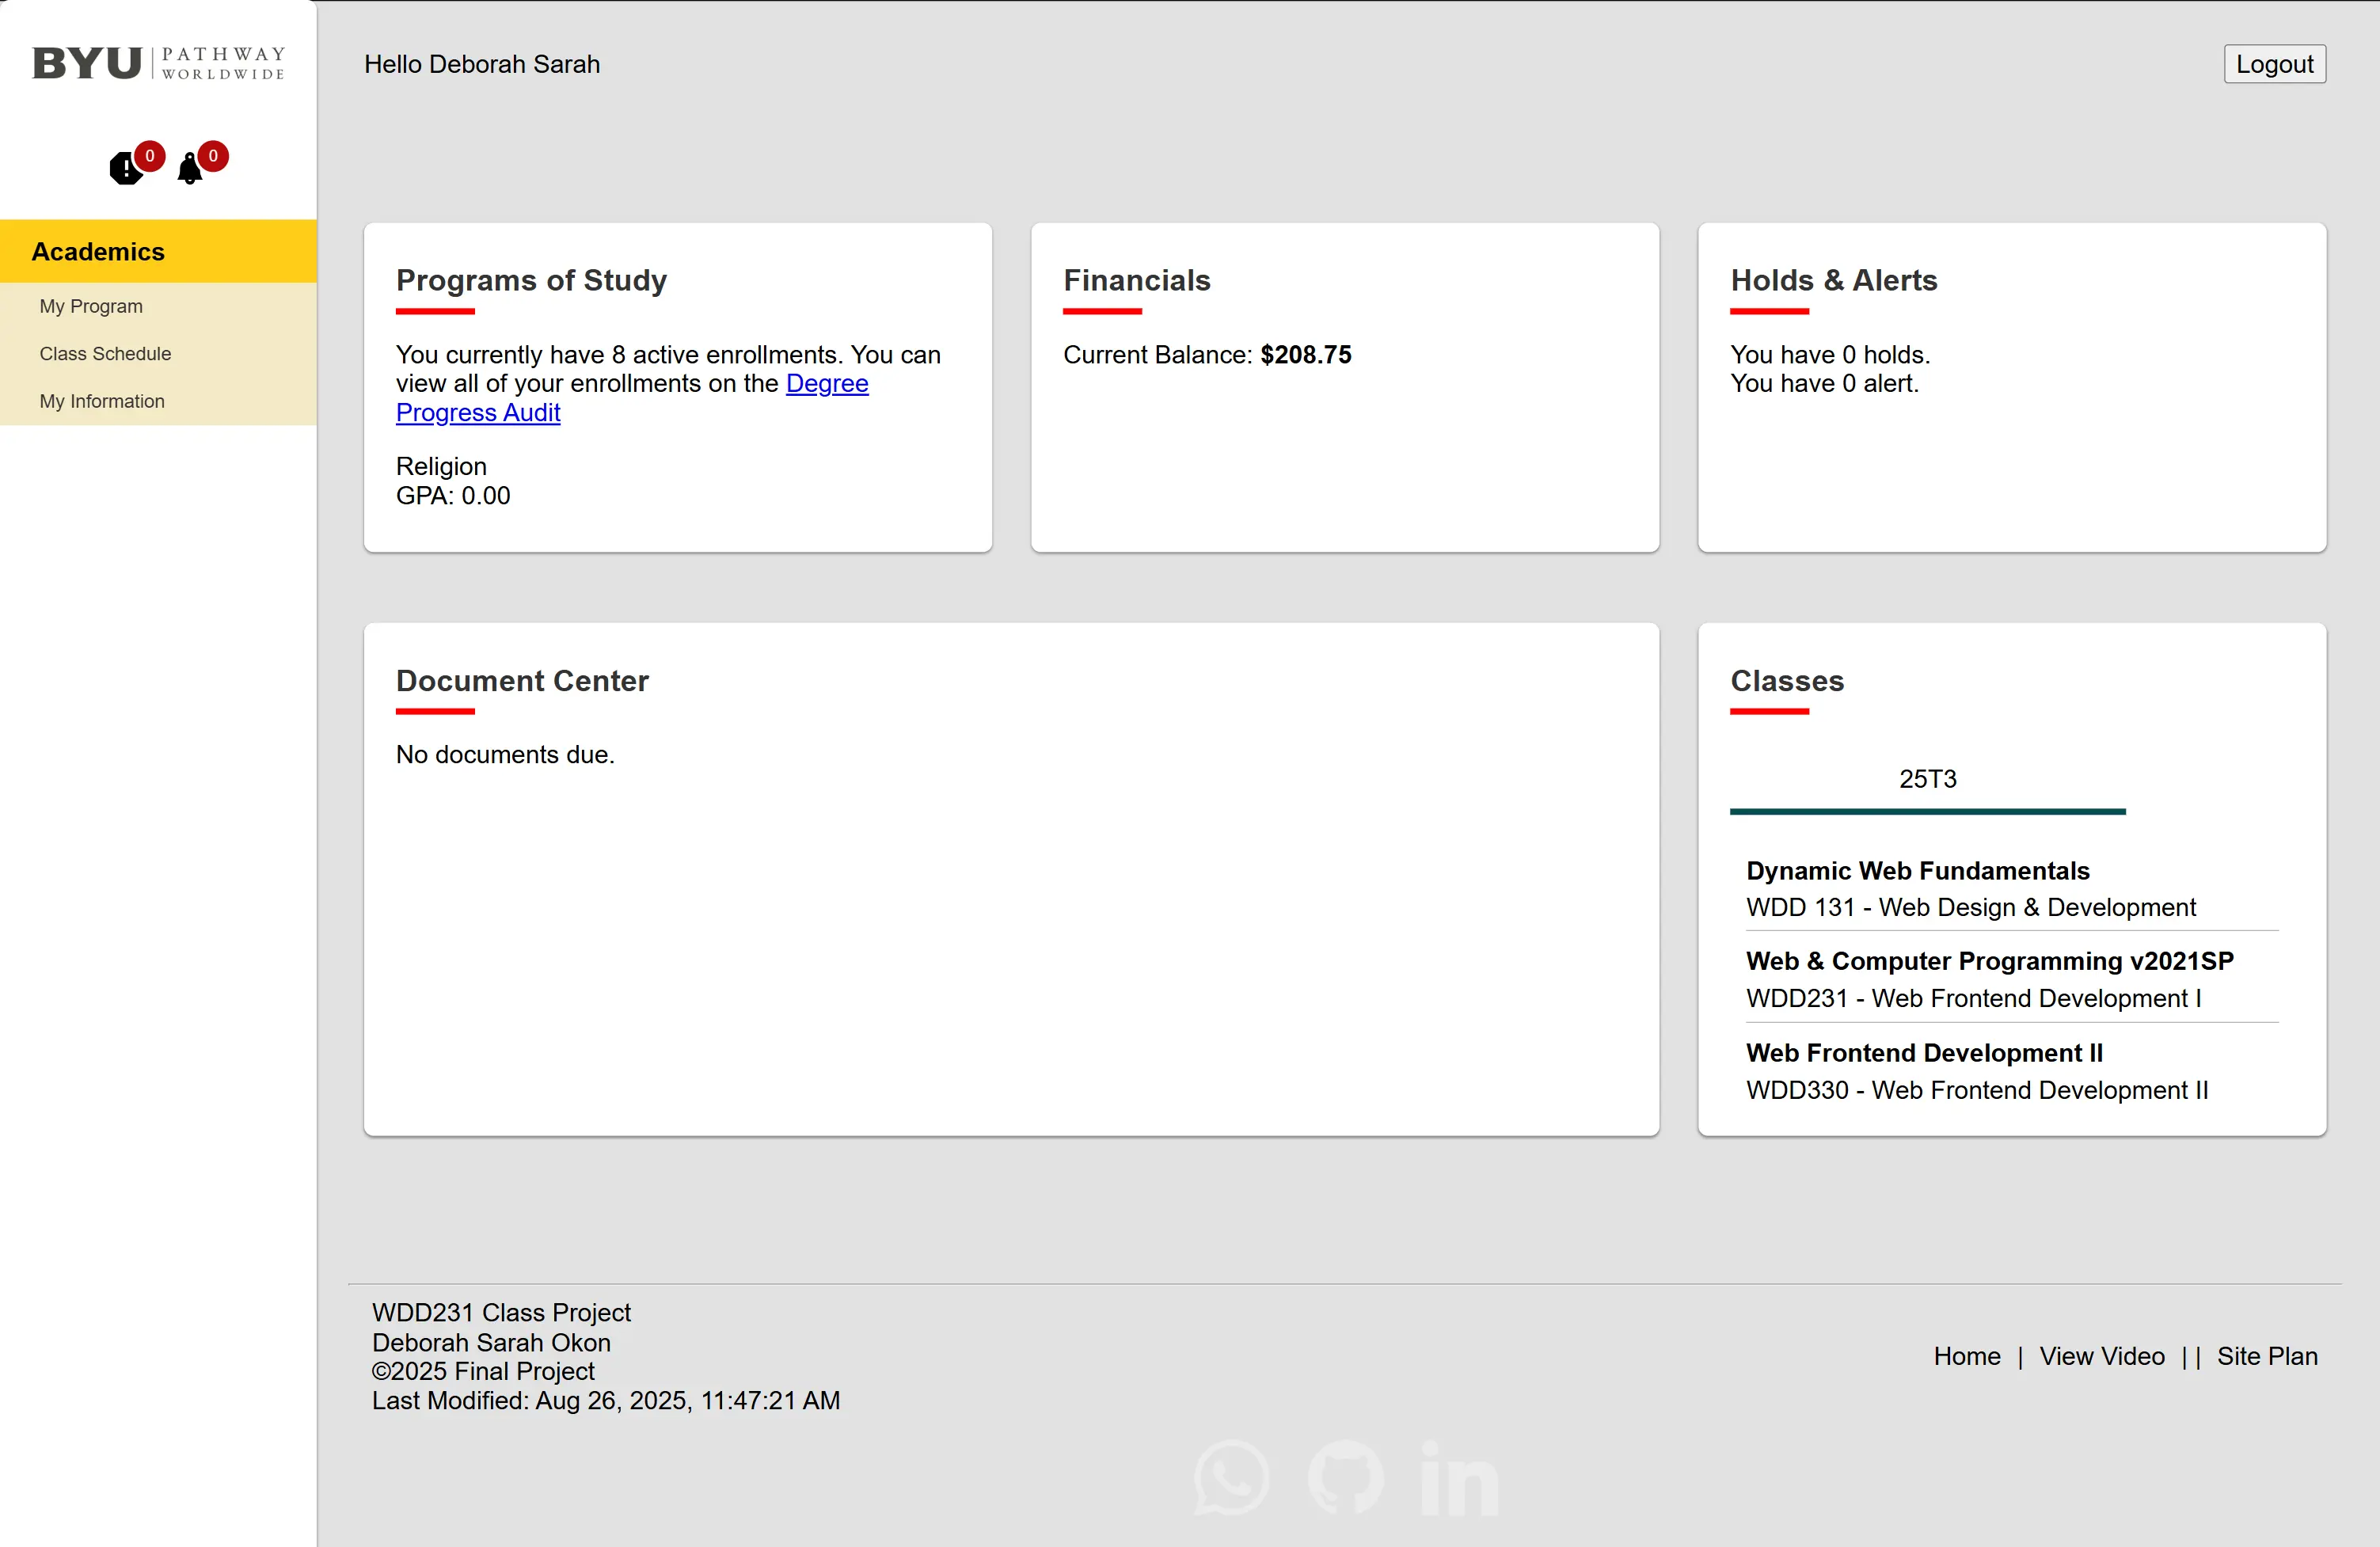 BYU PATHWAY
WORLDWIDE
0 0
Academics
My Program
Class Schedule
My Information
Hello Deborah Sarah
Logout
Programs of Study
You currently have 8 active enrollments. You can
view all of your enrollments on the Degree
Progress Audit
Religion
GPA: 0.00
Financials
Current Balance: $208.75
Holds & Alerts
You have 0 holds.
You have 0 alert.
Document Center
No documents due.
Classes
25T3
Dynamic Web Fundamentals
WDD 131 - Web Design & Development
Web & Computer Programming v2021SP
WDD231 - Web Frontend Development I
Web Frontend Development II
WDD330 - Web Frontend Development II
WDD231 Class Project
Deborah Sarah Okon
©2025 Final Project
Last Modified: Aug 26, 2025, 11:47:21 AM
Home | View Video || Site Plan
in